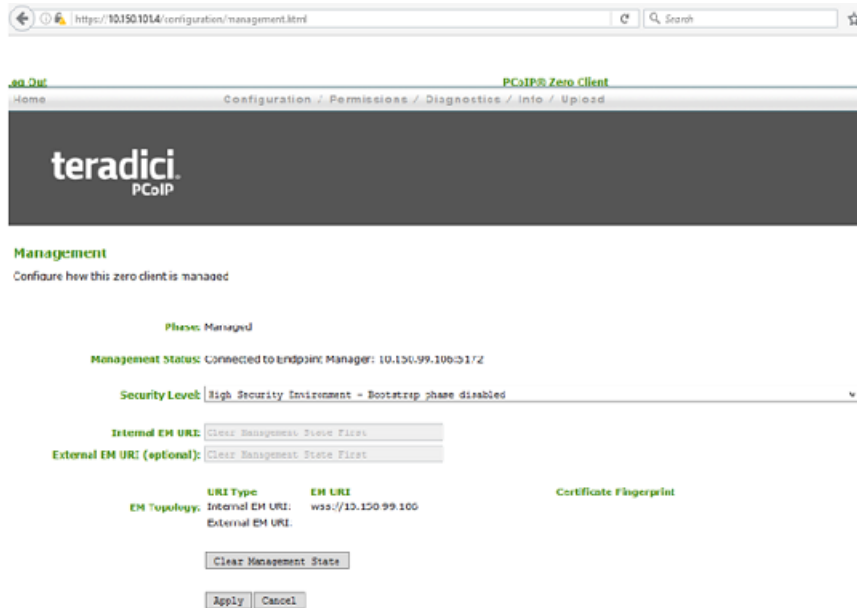 https://10.150.101.4/configuration/management.html
Search
Log Out
PCoIP® Zero Client
Home
Configuration / Permissions / Diagnostics / Info / Upload
teradici.
PCoIP
Management
Configure how this zero client is managed
Phase: Managed
Management Status: Connected to Endpoint Manager: 10.150.99.106:5172
Security Level: High Security Environment - Bootstrap phase disabled
Internal EM URI: Clear Management State First
External EM URI (optional): Clear Management State First
URI Type EM URI Certificate Fingerprint
EM Topology: Internal EM URI: wss://10.150.99.106
External EM URI:
Clear Management State
Apply Cancel